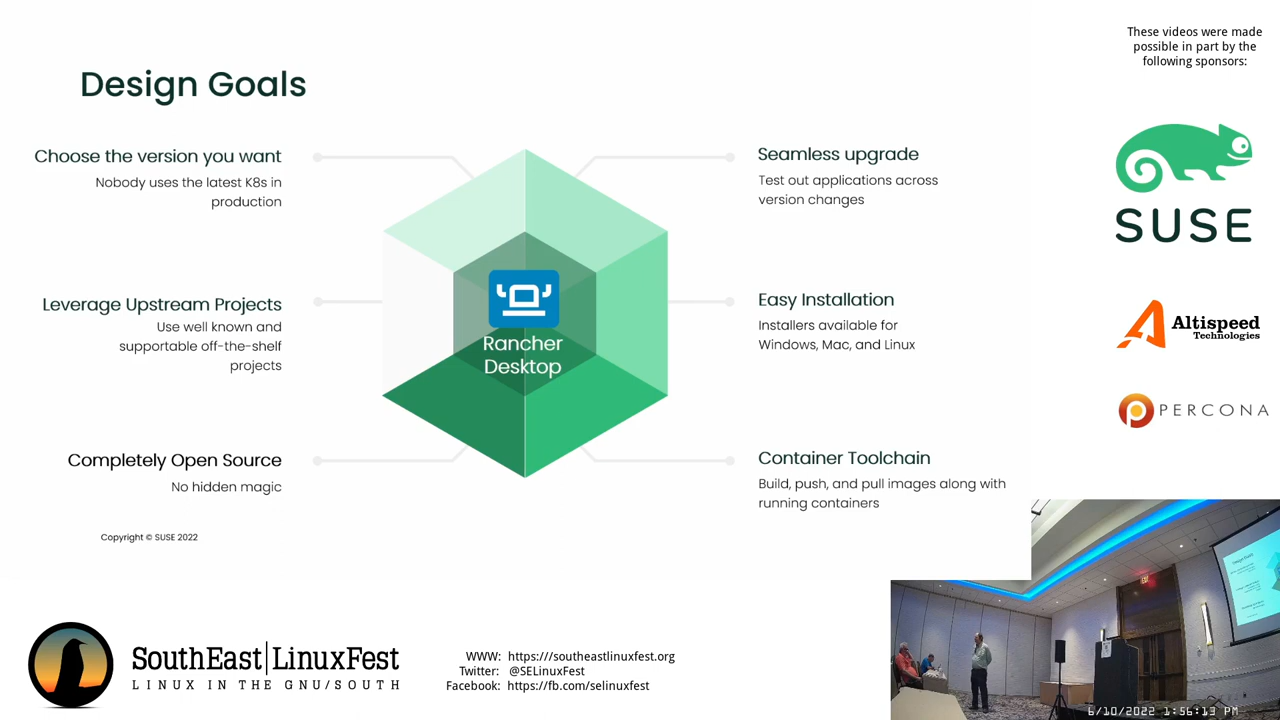 Design Goals
Choose the version you want
Nobody uses the latest K8s in
production
Leverage Upstream Projects
Use well known and
supportable off-the-shelf
projects
Completely Open Source
No hidden magic
Rancher
Desktop
Seamless upgrade
Test out applications across
version changes
Easy Installation
Installers available for
Windows, Mac, and Linux
Container Toolchain
Build, push, and pull images along with
running containers
Copyright © SUSE 2022
These videos were made
possible in part by the
following sponsors:
SUSE
Altispeed
Technologies
PERCONA
SouthEast|LinuxFest
LINUX IN THE GNU/SOUTH
WWW: https:///southeastlinuxfest.org
Twitter: @SELinuxFest
Facebook: https://fb.com/selinuxfest
6/10/2022 1:56:13 PM